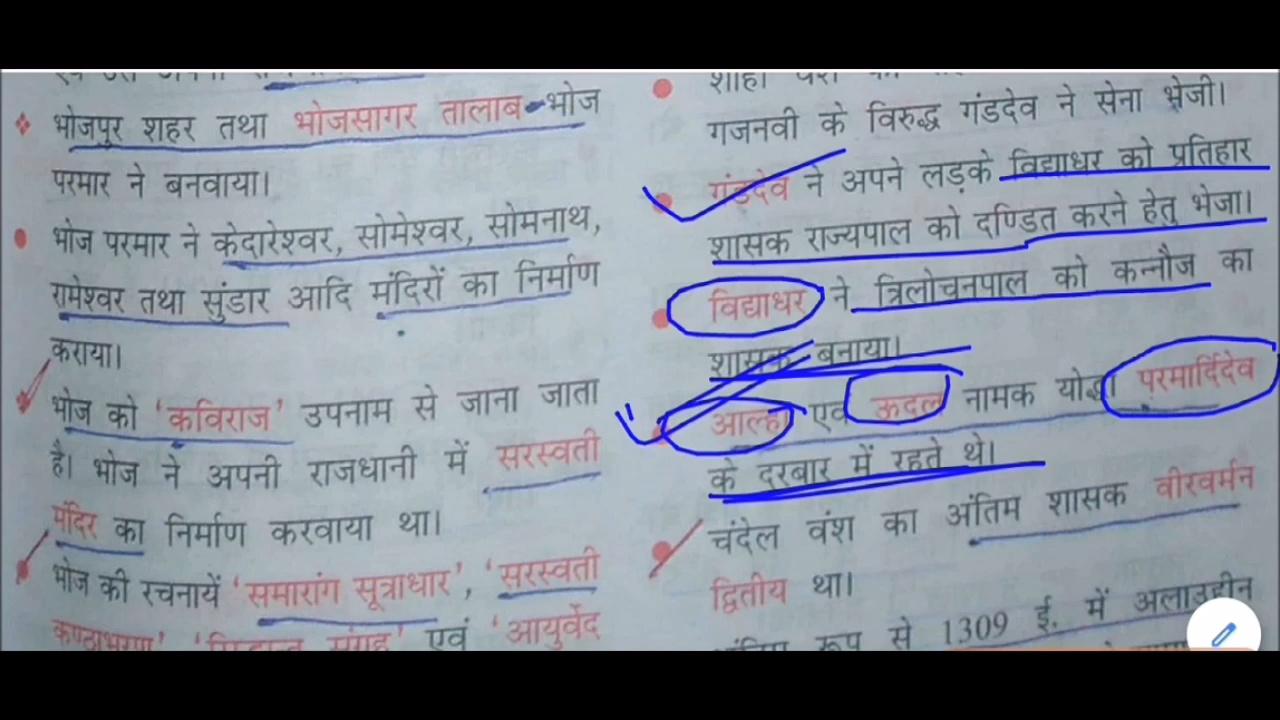 भोजपुर शहर तथा भोजसागर तालाब भोज
परमार ने बनवाया।
भोज परमार ने केदारेश्वर, सोमेश्वर, सोमनाथ,
रामेश्वर तथा सुंडार आदि मंदिरों का निर्माण
कराया।
भोज को 'कविराज' उपनाम से जाना जाता
है। भोज ने अपनी राजधानी में सरस्वती
मंदिर का निर्माण करवाया था।
भोज की रचनायें 'समारांग सूत्राधार', 'सरस्वती
कण्ठाभरण' 'सिद्धान्त संग्रह' एवं 'आयुर्वेद
गजनवी के विरुद्ध गंडदेव ने सेना भेजी।
गंडदेव ने अपने लड़के विद्याधर को प्रतिहार
शासक राज्यपाल को दण्डित करने हेतु भेजा।
विद्याधर ने त्रिलोचनपाल को कन्नौज का
शासक बनाया।
आल्हा एवं ऊदल नामक योद्धा परमार्दिदेव
के दरबार में रहते थे।
चंदेल वंश का अंतिम शासक वीरवर्मन
द्वितीय था।
रूप से 1309 ई. में अलाउद्दीन